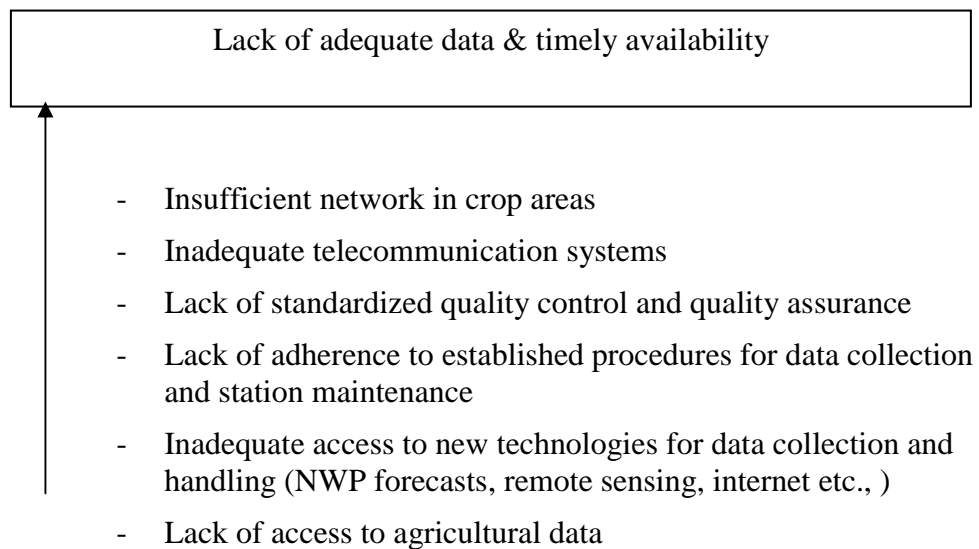 Lack of adequate data & timely availability
- Insufficient network in crop areas
- Inadequate telecommunication systems
- Lack of standardized quality control and quality assurance
- Lack of adherence to established procedures for data collection
and station maintenance
- Inadequate access to new technologies for data collection and
handling (NWP forecasts, remote sensing, internet etc., )
- Lack of access to agricultural data